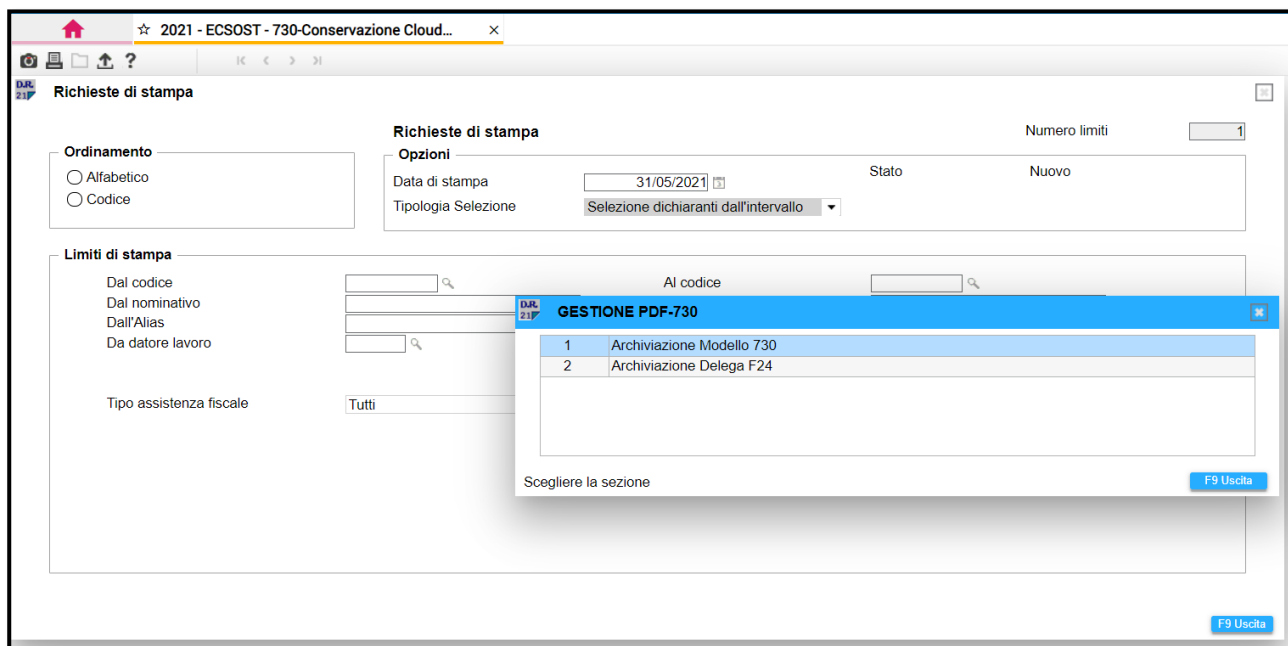 ☆ 2021 - ECSOST - 730-Conservazione Cloud... ×
?
D.R. 21 Richieste di stampa
Richieste di stampa
Numero limiti 1
Ordinamento
Alfabetico
Codice
Opzioni
Data di stampa 31/05/2021
Stato Nuovo
Tipologia Selezione Selezione dichiaranti dall'intervallo
Limiti di stampa
Dal codice
Al codice
Dal nominativo
Dall'Alias
Da datore lavoro
Tipo assistenza fiscale Tutti
D.R. 21 GESTIONE PDF-730
1 Archiviazione Modello 730
2 Archiviazione Delega F24
Scegliere la sezione
F9 Uscita
F9 Uscita